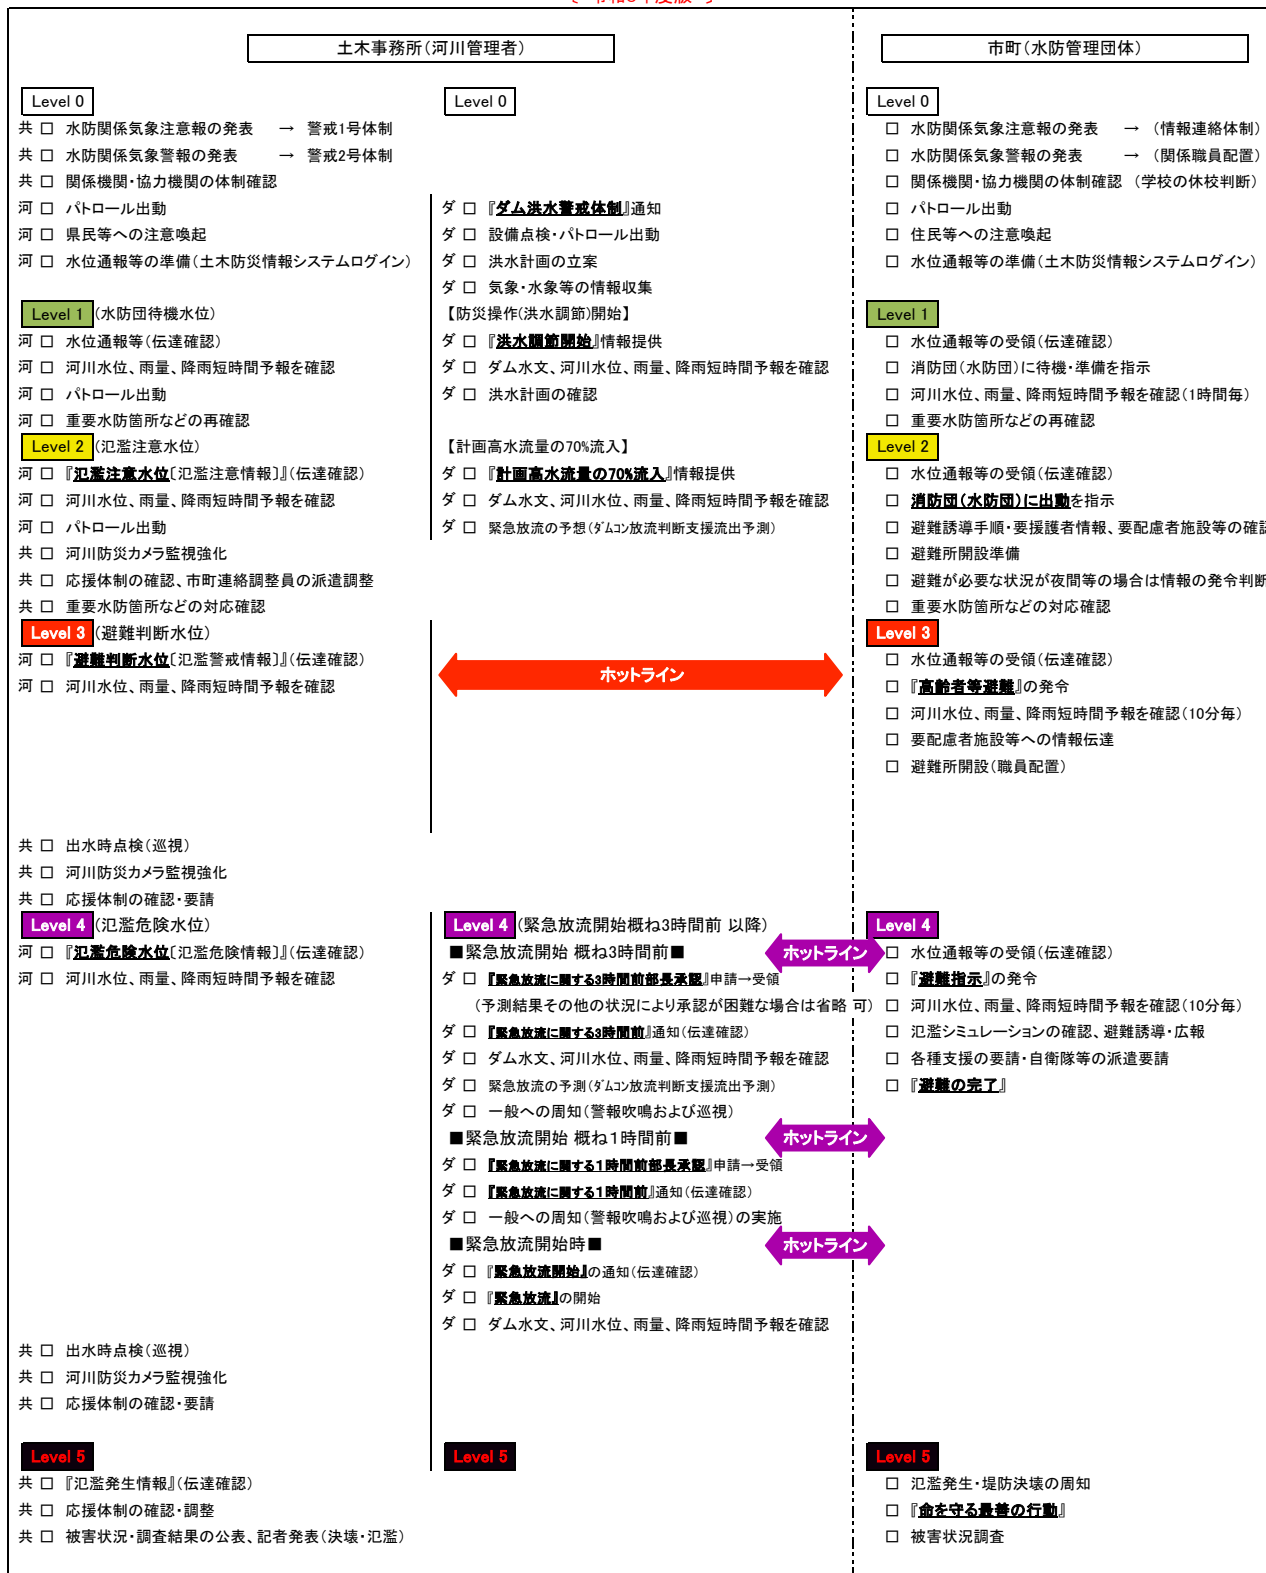 土木事務所(河川管理者)
市町(水防管理団体)
Level 0
共 □ 水防関係気象注意報の発表 → 警戒1号体制
共 □ 水防関係気象警報の発表 → 警戒2号体制
共 □ 関係機関・協力機関の体制確認
河 □ パトロール出動
河 □ 県民等への注意喚起
河 □ 水位通報等の準備(土木防災情報システムログイン)
Level 1 (水防団待機水位)
河 □ 水位通報等(伝達確認)
河 □ 河川水位、雨量、降雨短時間予報を確認
河 □ パトロール出動
河 □ 重要水防箇所などの再確認
Level 2 (氾濫注意水位)
河 □ 『氾濫注意水位〔氾濫注意情報〕』(伝達確認)
河 □ 河川水位、雨量、降雨短時間予報を確認
河 □ パトロール出動
共 □ 河川防災カメラ監視強化
共 □ 応援体制の確認、市町連絡調整員の派遣調整
共 □ 重要水防箇所などの対応確認
Level 3 (避難判断水位)
河 □ 『避難判断水位〔氾濫警戒情報〕』(伝達確認)
河 □ 河川水位、雨量、降雨短時間予報を確認
共 □ 出水時点検(巡視)
共 □ 河川防災カメラ監視強化
共 □ 応援体制の確認・要請
Level 4 (氾濫危険水位)
河 □ 『氾濫危険水位〔氾濫危険情報〕』(伝達確認)
河 □ 河川水位、雨量、降雨短時間予報を確認
共 □ 出水時点検(巡視)
共 □ 河川防災カメラ監視強化
共 □ 応援体制の確認・要請
Level 5
共 □ 『氾濫発生情報』(伝達確認)
共 □ 応援体制の確認・調整
共 □ 被害状況・調査結果の公表、記者発表(決壊・氾濫)
Level 0
ダ □ 『ダム洪水警戒体制』通知
ダ □ 設備点検・パトロール出動
ダ □ 洪水計画の立案
ダ □ 気象・水象等の情報収集
【防災操作(洪水調節)開始】
ダ □ 『洪水調節開始』情報提供
ダ □ ダム水文、河川水位、雨量、降雨短時間予報を確認
ダ □ 洪水計画の確認
【計画高水流量の70%流入】
ダ □ 『計画高水流量の70%流入』情報提供
ダ □ ダム水文、河川水位、雨量、降雨短時間予報を確認
ダ □ 緊急放流の予想(ダムコン放流判断支援流出予測)
ホットライン
Level 4 (緊急放流開始概ね3時間前 以降)
■緊急放流開始 概ね3時間前■
ホットライン
ダ □ 『緊急放流に関する3時間前部長承認』申請→受領
(予測結果その他の状況により承認が困難な場合は省略 可)
ダ □ 『緊急放流に関する3時間前』通知(伝達確認)
ダ □ ダム水文、河川水位、雨量、降雨短時間予報を確認
ダ □ 緊急放流の予測(ダムコン放流判断支援流出予測)
ダ □ 一般への周知(警報吹鳴および巡視)
■緊急放流開始 概ね1時間前■
ホットライン
ダ □ 『緊急放流に関する1時間前部長承認』申請→受領
ダ □ 『緊急放流に関する1時間前』通知(伝達確認)
ダ □ 一般への周知(警報吹鳴および巡視)の実施
■緊急放流開始時■
ホットライン
ダ □ 『緊急放流開始』の通知(伝達確認)
ダ □ 『緊急放流』の開始
ダ □ ダム水文、河川水位、雨量、降雨短時間予報を確認
Level 5
Level 0
□ 水防関係気象注意報の発表 → (情報連絡体制)
□ 水防関係気象警報の発表 → (関係職員配置)
□ 関係機関・協力機関の体制確認 (学校の休校判断)
□ パトロール出動
□ 住民等への注意喚起
□ 水位通報等の準備(土木防災情報システムログイン)
Level 1
□ 水位通報等の受領(伝達確認)
□ 消防団(水防団)に待機・準備を指示
□ 河川水位、雨量、降雨短時間予報を確認(1時間毎)
□ 重要水防箇所などの再確認
Level 2
□ 水位通報等の受領(伝達確認)
□ 消防団(水防団)に出動を指示
□ 避難誘導手順・要援護者情報、要配慮者施設等の確認
□ 避難所開設準備
□ 避難が必要な状況が夜間等の場合は情報の発令判断
□ 重要水防箇所などの対応確認
Level 3
□ 水位通報等の受領(伝達確認)
□ 『高齢者等避難』の発令
□ 河川水位、雨量、降雨短時間予報を確認(10分毎)
□ 要配慮者施設等への情報伝達
□ 避難所開設(職員配置)
Level 4
□ 水位通報等の受領(伝達確認)
□ 『避難指示』の発令
□ 河川水位、雨量、降雨短時間予報を確認(10分毎)
□ 氾濫シミュレーションの確認、避難誘導・広報
□ 各種支援の要請・自衛隊等の派遣要請
□ 『避難の完了』
Level 5
□ 氾濫発生・堤防決壊の周知
□ 『命を守る最善の行動』
□ 被害状況調査